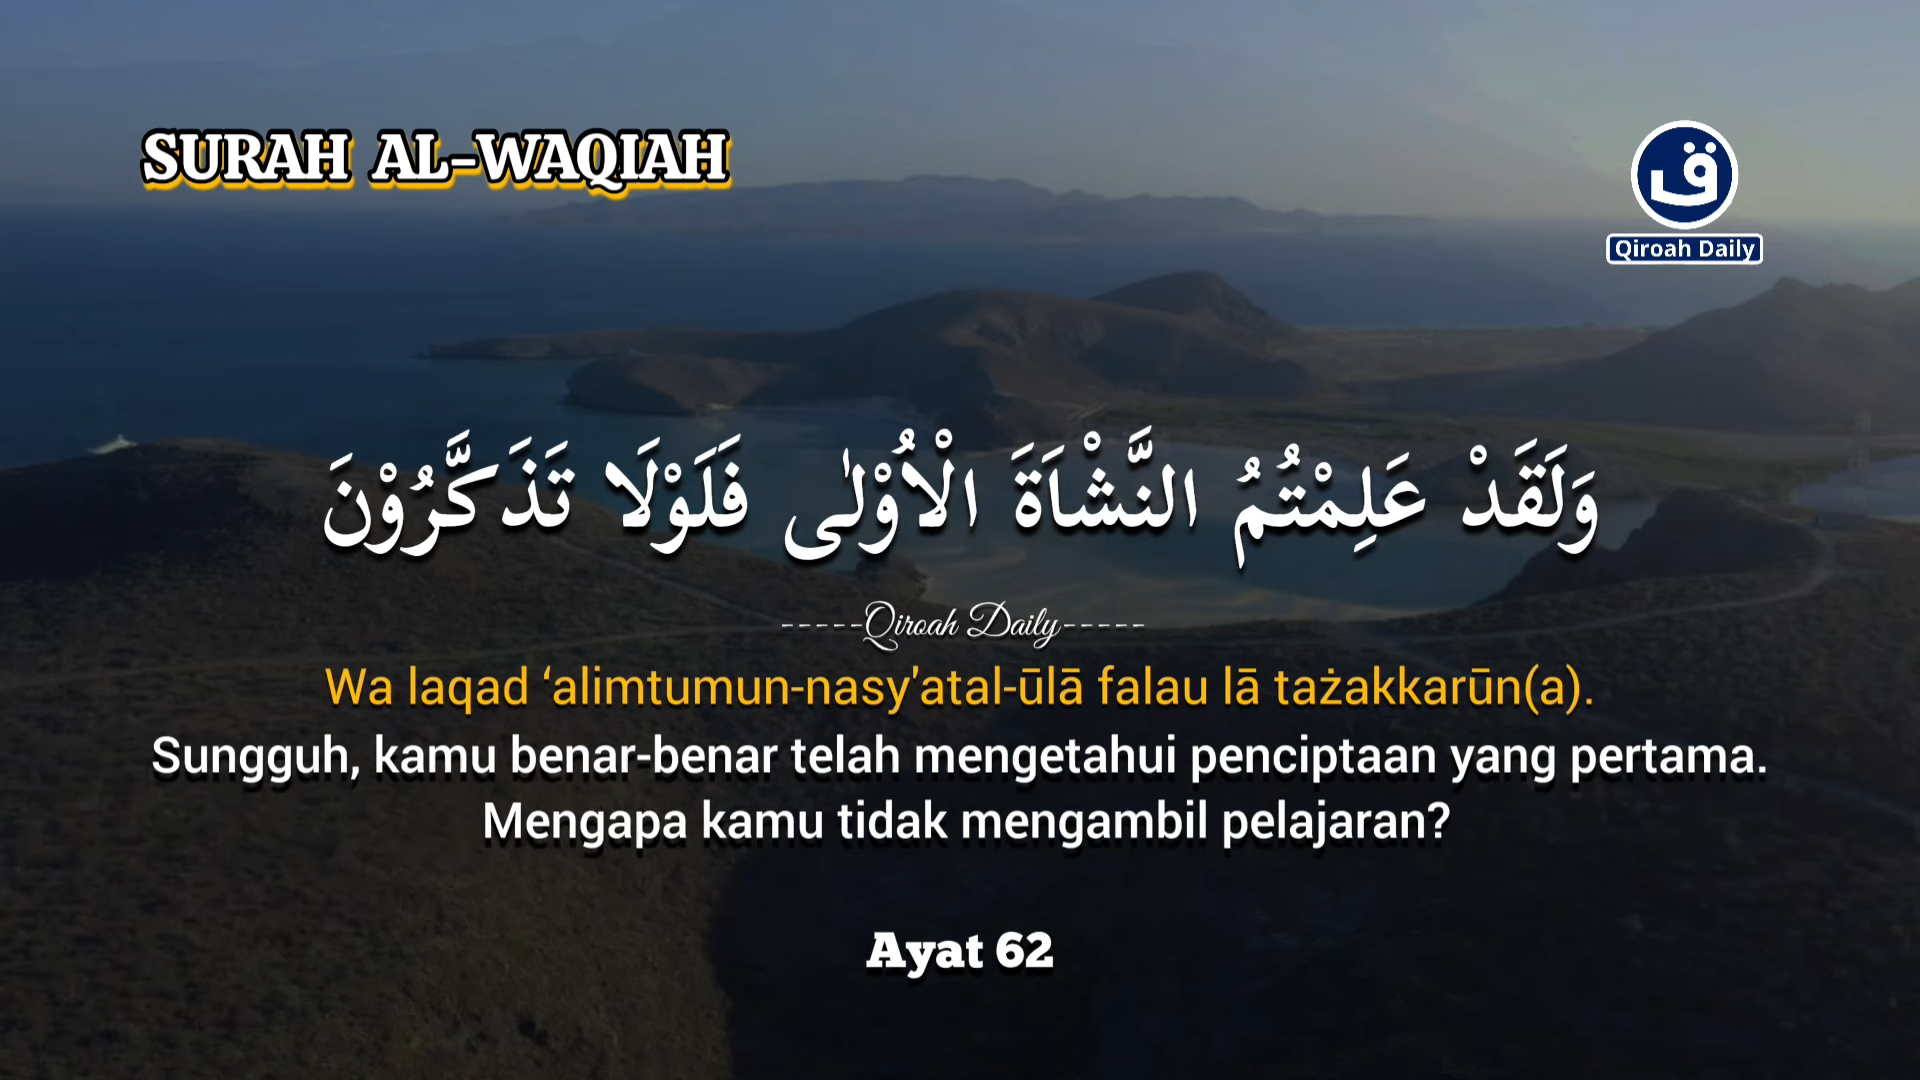 SURAH AL-WAQIAH
ق
Qiroah Daily
وَلَقَدْ عَلِمْتُمُ النَّشْاَةَ الْاُوْلٰى فَلَوْلَا تَذَكَّرُوْنَ
-----Qiroah Daily-----
Wa laqad ‘alimtumun-nasy'atal-ūlā falau lā tażakkarūn(a).
Sungguh, kamu benar-benar telah mengetahui penciptaan yang pertama.
Mengapa kamu tidak mengambil pelajaran?
Ayat 62